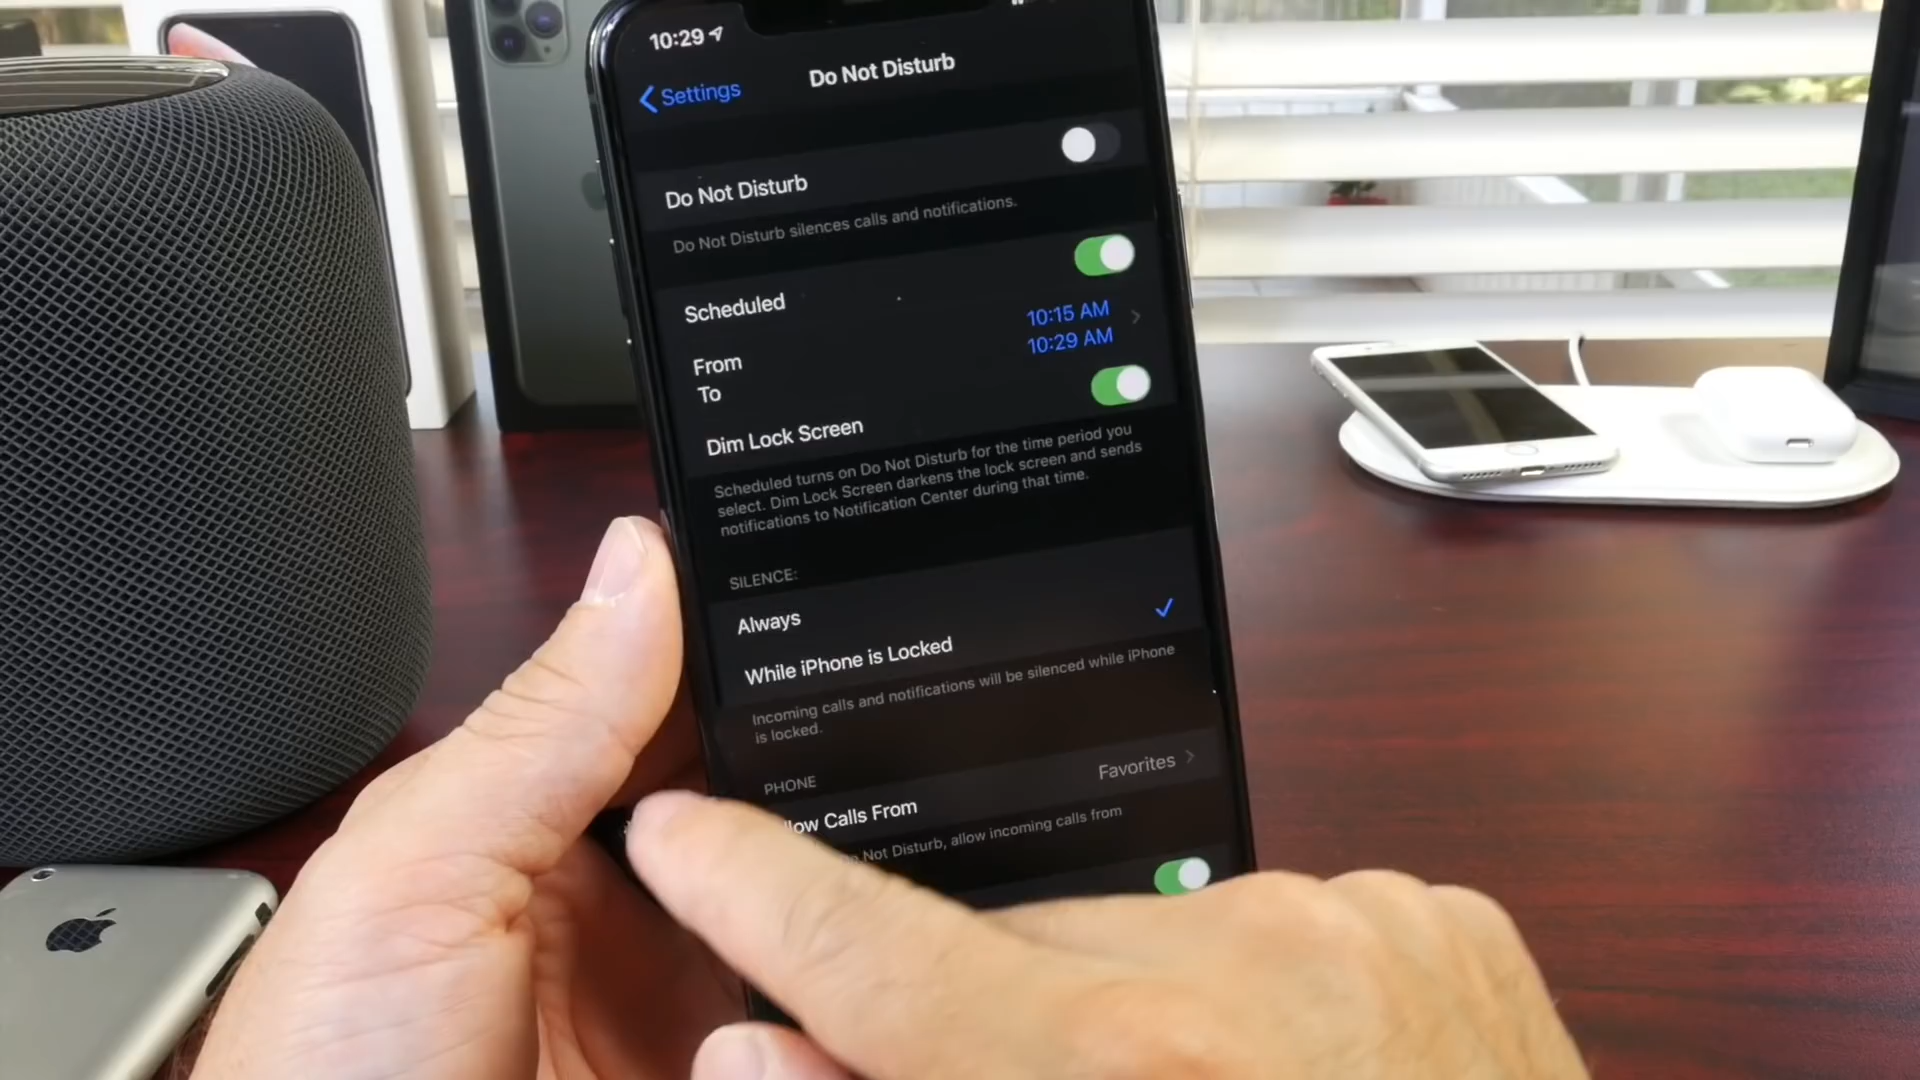 10:29
Settings
Do Not Disturb
Do Not Disturb
Do Not Disturb silences calls and notifications.
Scheduled
From
To
10:15 AM
10:29 AM
Dim Lock Screen
Scheduled turns on Do Not Disturb for the time period you
select. Dim Lock Screen darkens the lock screen and sends
notifications to Notification Center during that time.
SILENCE:
Always
While iPhone is Locked
Incoming calls and notifications will be silenced while iPhone
is locked.
PHONE
llow Calls From
Favorites
Not Disturb, allow incoming calls from